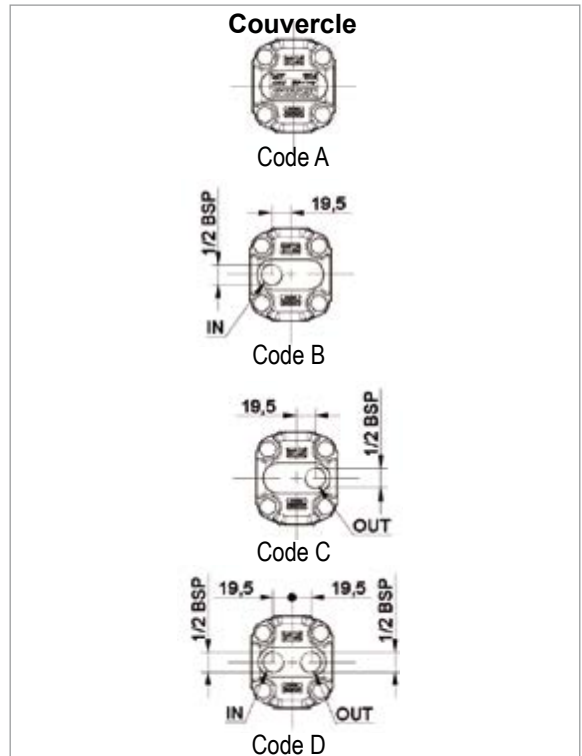 Couvercle
Code A
19,5
1/2 BSP
IN
Code B
19,5
1/2 BSP
OUT
Code C
19,5 19,5
1/2 BSP 1/2 BSP
IN OUT
Code D